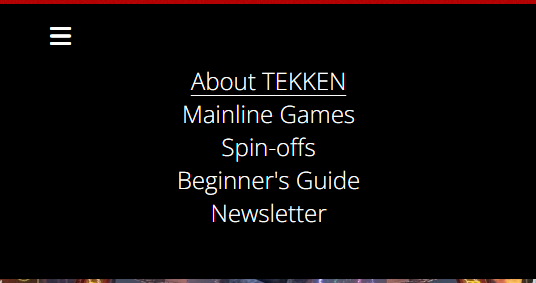 About TEKKEN
Mainline Games
Spin-offs
Beginner's Guide
Newsletter